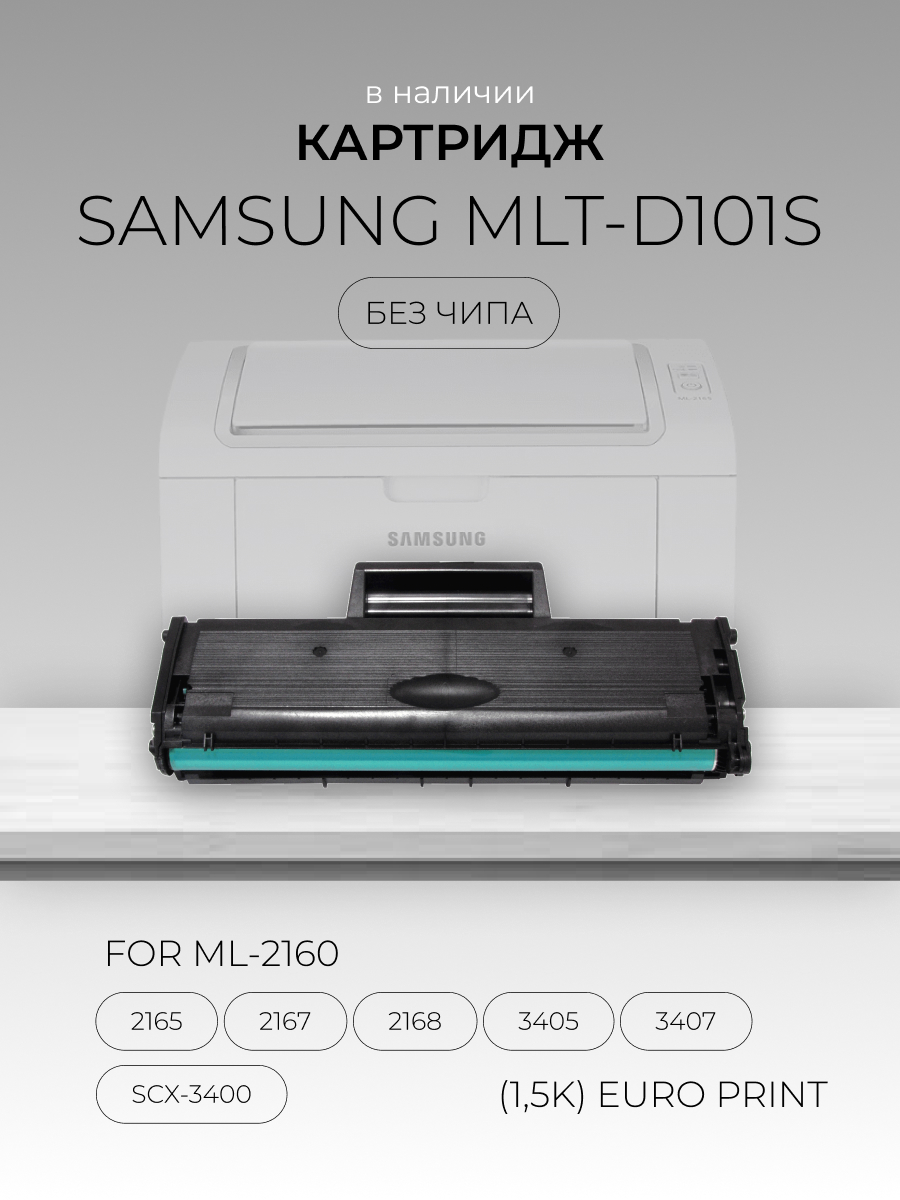 в наличии
КАРТРИДЖ
SAMSUNG MLT-D101S
БЕЗ ЧИПА
SAMSUNG
FOR ML-2160
2165 2167 2168 3405 3407
SCX-3400 (1,5K) EURO PRINT